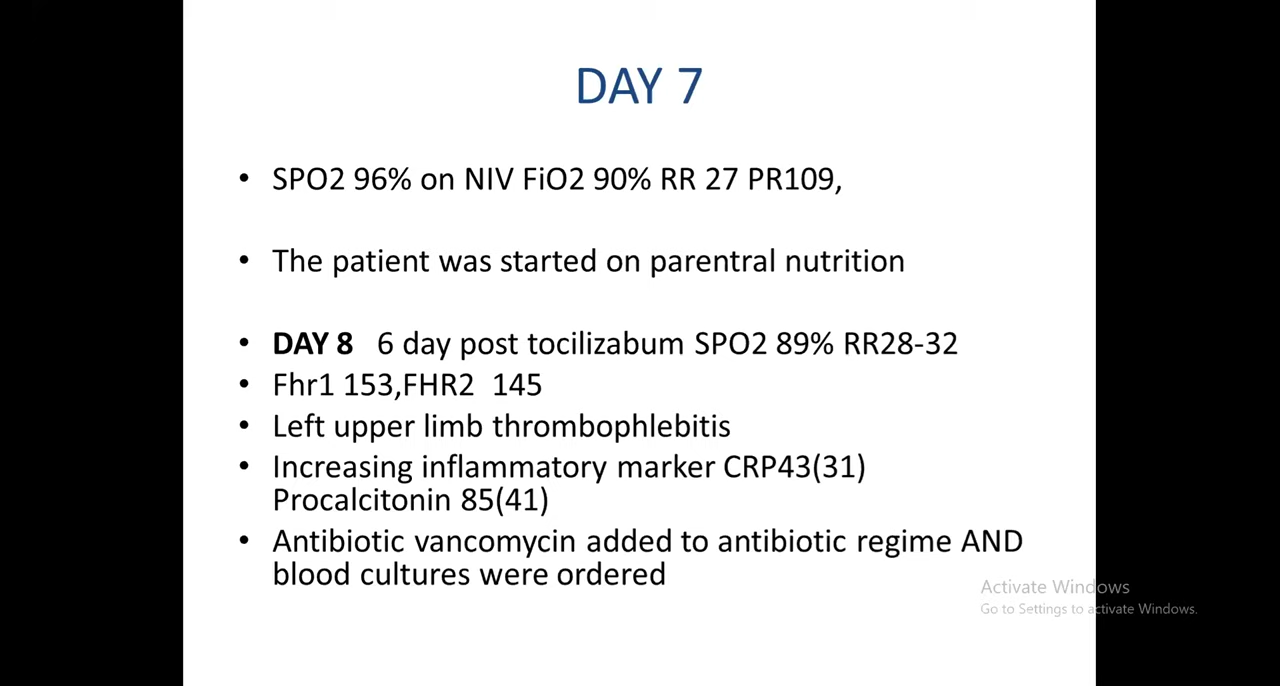 DAY 7
• SPO2 96% on NIV FiO2 90% RR 27 PR109,
• The patient was started on parentral nutrition
• DAY 8 6 day post tocilizabum SPO2 89% RR28-32
• Fhr1 153,FHR2 145
• Left upper limb thrombophlebitis
• Increasing inflammatory marker CRP43(31)
Procalcitonin 85(41)
• Antibiotic vancomycin added to antibiotic regime AND
blood cultures were ordered
Activate Windows
Go to Settings to activate Windows.